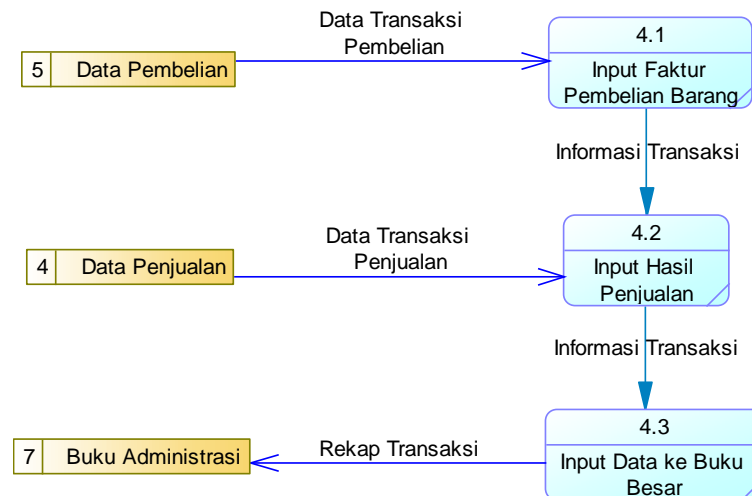 Data Transaksi
Pembelian
4.1
5 Data Pembelian
Input Faktur
Pembelian Barang
Informasi Transaksi
Data Transaksi
Penjualan
4.2
4 Data Penjualan
Input Hasil
Penjualan
Informasi Transaksi
4.3
7 Buku Administrasi
Rekap Transaksi
Input Data ke Buku
Besar